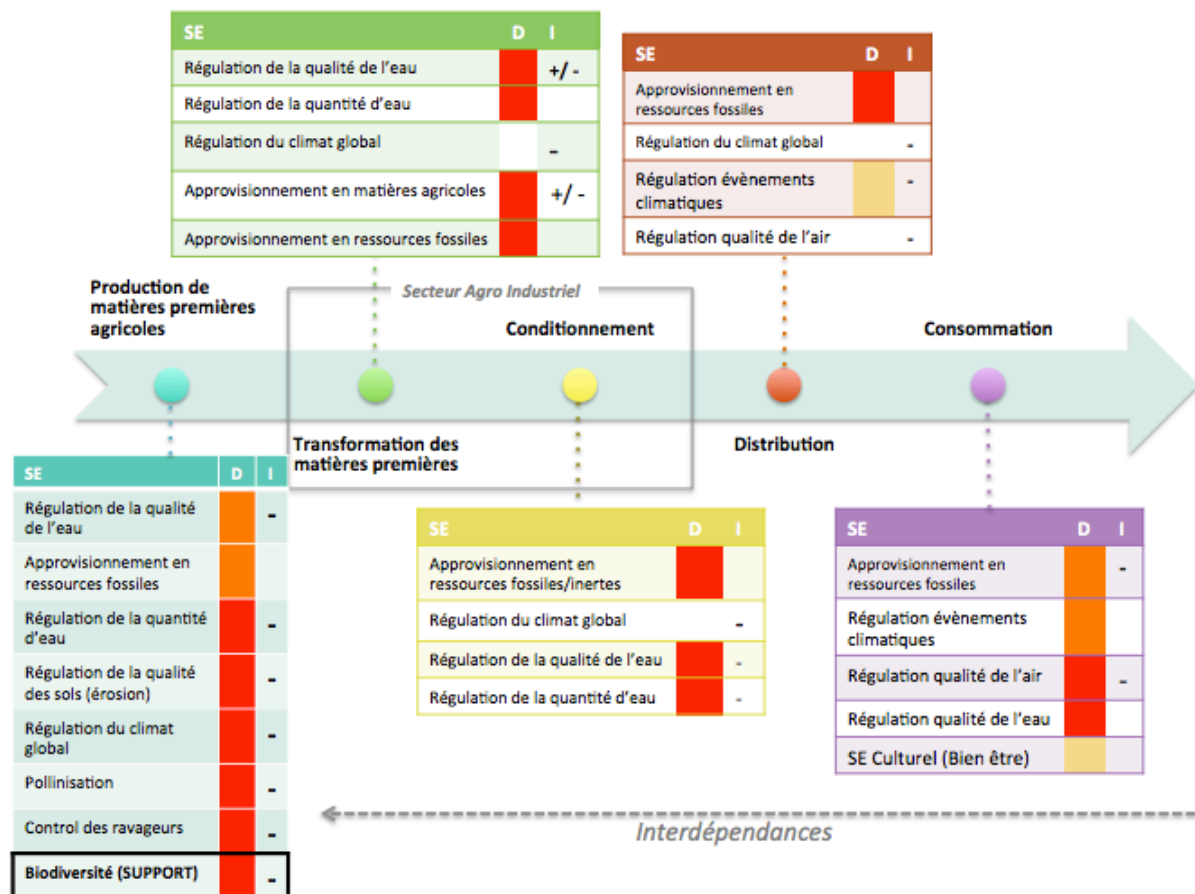 SE D I
Régulation de la qualité de l'eau +/ -
Régulation de la quantité d'eau
Régulation du climat global -
Approvisionnement en matières agricoles +/ -
Approvisionnement en ressources fossiles
SE D I
Approvisionnement en
ressources fossiles
Régulation du climat global -
Régulation évènements -
climatiques
Régulation qualité de l'air -
Production de
matières premières
agricoles
Secteur Agro Industriel
Conditionnement
Consommation
Transformation des
matières premières
Distribution
SE D I
Régulation de la qualité -
de l'eau
Approvisionnement en
ressources fossiles
Régulation de la quantité -
d'eau
Régulation de la qualité -
des sols (érosion)
Régulation du climat -
global
Pollinisation -
Control des ravageurs -
Biodiversité (SUPPORT) -
SE D I
Approvisionnement en
ressources fossiles/inertes
Régulation du climat global -
Régulation de la qualité de l'eau -
Régulation de la quantité d'eau -
SE D I
Approvisionnement en -
ressources fossiles
Régulation évènements
climatiques
Régulation qualité de l'air -
Régulation qualité de l'eau
SE Culturel (Bien être)
Interdépendances